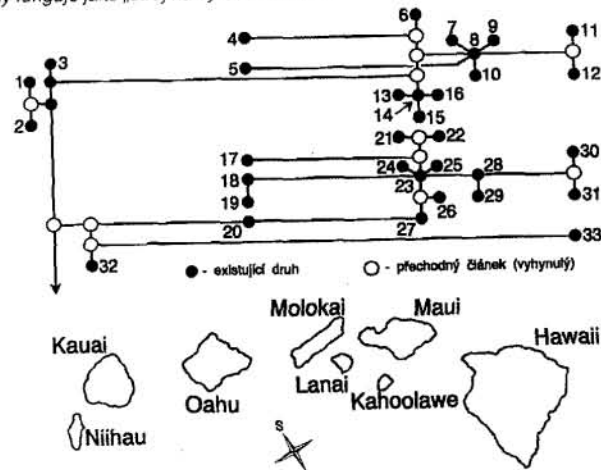 funguje jako
6 7 9 11
4 8
5 10 12
3
1 13 16
14 15
2 21 22
17 24 25 28 30
18 23
19 26 29 31
20 27 33
32
● - existující druh ○ - přechodný článek (vyhynulý)
Molokai Maui
Kauai Hawaii
Lanai
Oahu Kahoolawe
Niihau
S